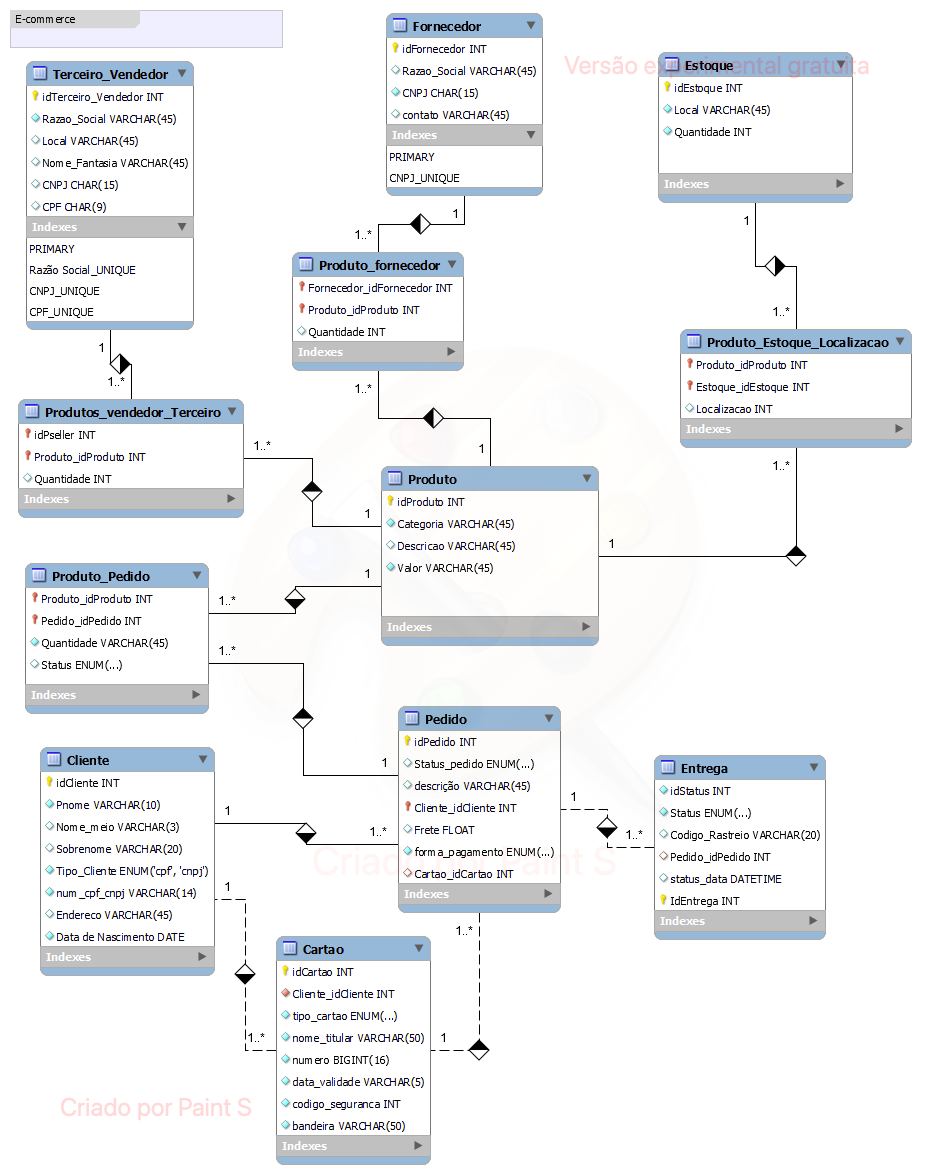 E-commerce
Versão experimental gratuita
Terceiro_Vendedor
idTerceiro_Vendedor INT
Razao_Social VARCHAR(45)
Local VARCHAR(45)
Nome_Fantasia VARCHAR(45)
CNPJ CHAR(15)
CPF CHAR(9)
Indexes
PRIMARY
Razão Social_UNIQUE
CNPJ_UNIQUE
CPF_UNIQUE
Fornecedor
idFornecedor INT
Razao_Social VARCHAR(45)
CNPJ CHAR(15)
contato VARCHAR(45)
Indexes
PRIMARY
CNPJ_UNIQUE
Estoque
idEstoque INT
Local VARCHAR(45)
Quantidade INT
Indexes
1
1..*
1
1..*
1
1..*
Produto_fornecedor
Fornecedor_idFornecedor INT
Produto_idProduto INT
Quantidade INT
Indexes
Produto_Estoque_Localizacao
Produto_idProduto INT
Estoque_idEstoque INT
Localizacao INT
Indexes
Produtos_vendedor_Terceiro
idPseller INT
Produto_idProduto INT
Quantidade INT
Indexes
1..*
1
1..*
1
1..*
1
Produto
idProduto INT
Categoria VARCHAR(45)
Descricao VARCHAR(45)
Valor VARCHAR(45)
Indexes
Produto_Pedido
Produto_idProduto INT
Pedido_idPedido INT
Quantidade VARCHAR(45)
Status ENUM(...)
Indexes
1..*
1
1..*
1
Pedido
idPedido INT
Status_pedido ENUM(...)
descrição VARCHAR(45)
Cliente_idCliente INT
Frete FLOAT
forma_pagamento ENUM(...)
Cartao_idCartao INT
Indexes
Cliente
idCliente INT
Pnome VARCHAR(10)
Nome_meio VARCHAR(3)
Sobrenome VARCHAR(20)
Tipo_Cliente ENUM('cpf', 'cnpj')
num_cpf_cnpj VARCHAR(14)
Endereco VARCHAR(45)
Data de Nascimento DATE
Indexes
1
1..*
1
1..*
Entrega
idStatus INT
Status ENUM(...)
Codigo_Rastreio VARCHAR(20)
Pedido_idPedido INT
status_data DATETIME
IdEntrega INT
Indexes
1
1..*
Criado por Paint S
Cartao
idCartao INT
Cliente_idCliente INT
tipo_cartao ENUM(...)
nome_titular VARCHAR(50)
numero BIGINT(16)
data_validade VARCHAR(5)
codigo_seguranca INT
bandeira VARCHAR(50)
Indexes
1..*
1
Criado por Paint S